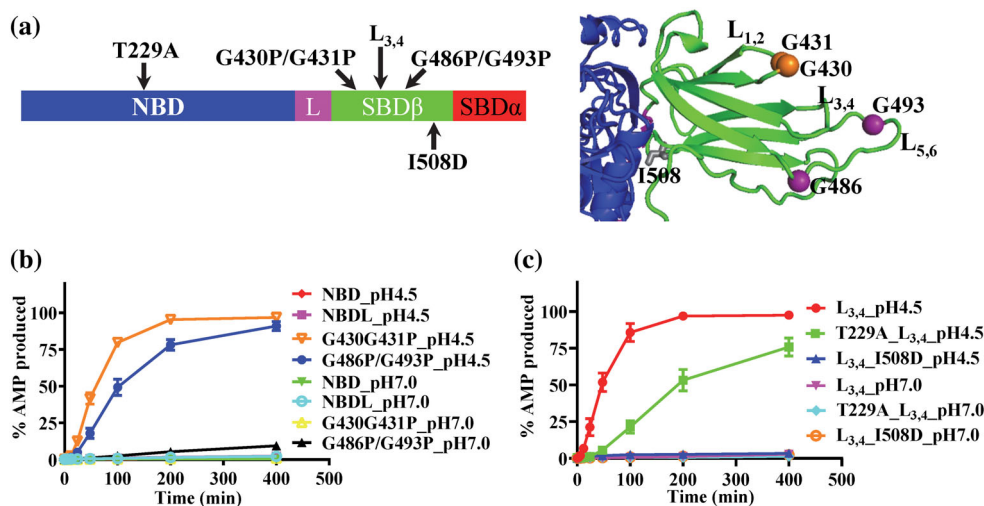 (a)
T229A
L3,4
G430P/G431P
G486P/G493P
NBD
L
SBDβ
SBDα
I508D
L1,2
G431
G430
L3,4
G493
L5,6
G486
I508
(b)
% AMP produced
100
75
50
25
0
0 100 200 300 400 500
Time (min)
NBD_pH4.5
NBDL_pH4.5
G430G431P_pH4.5
G486P/G493P_pH4.5
NBD_pH7.0
NBDL_pH7.0
G430G431P_pH7.0
G486P/G493P_pH7.0
(c)
% AMP produced
100
75
50
25
0
0 100 200 300 400 500
Time (min)
L3,4_pH4.5
T229A_L3,4_pH4.5
L3,4_I508D_pH4.5
L3,4_pH7.0
T229A_L3,4_pH7.0
L3,4_I508D_pH7.0